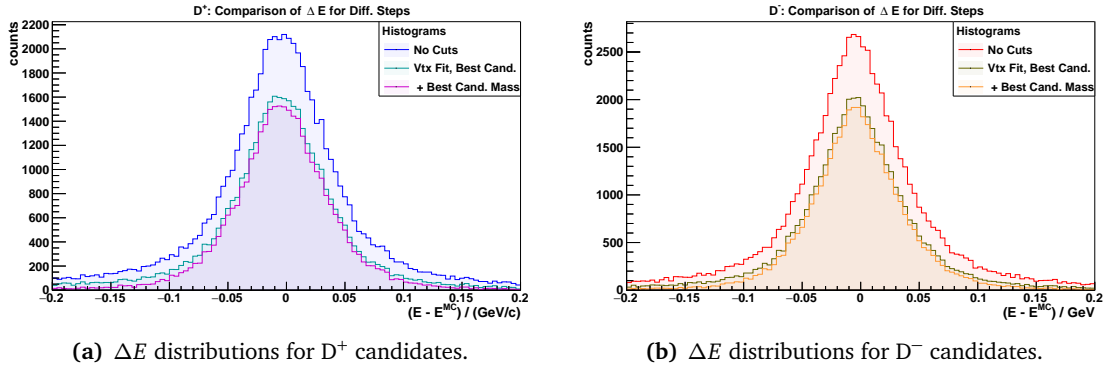 D⁺: Comparison of Δ E for Diff. Steps
counts
2200
2000
1800
1600
1400
1200
1000
800
600
400
200
0
Histograms
No Cuts
Vtx Fit, Best Cand.
+ Best Cand. Mass
−0.2 −0.15 −0.1 −0.05 0 0.05 0.1 0.15 0.2
(E - Eᴹᶜ) / (GeV/c)
(a) ΔE distributions for D⁺ candidates.
D⁻: Comparison of Δ E for Diff. Steps
counts
2500
2000
1500
1000
500
0
Histograms
No Cuts
Vtx Fit, Best Cand.
+ Best Cand. Mass
−0.2 −0.15 −0.1 −0.05 0 0.05 0.1 0.15 0.2
(E - Eᴹᶜ) / GeV
(b) ΔE distributions for D⁻ candidates.